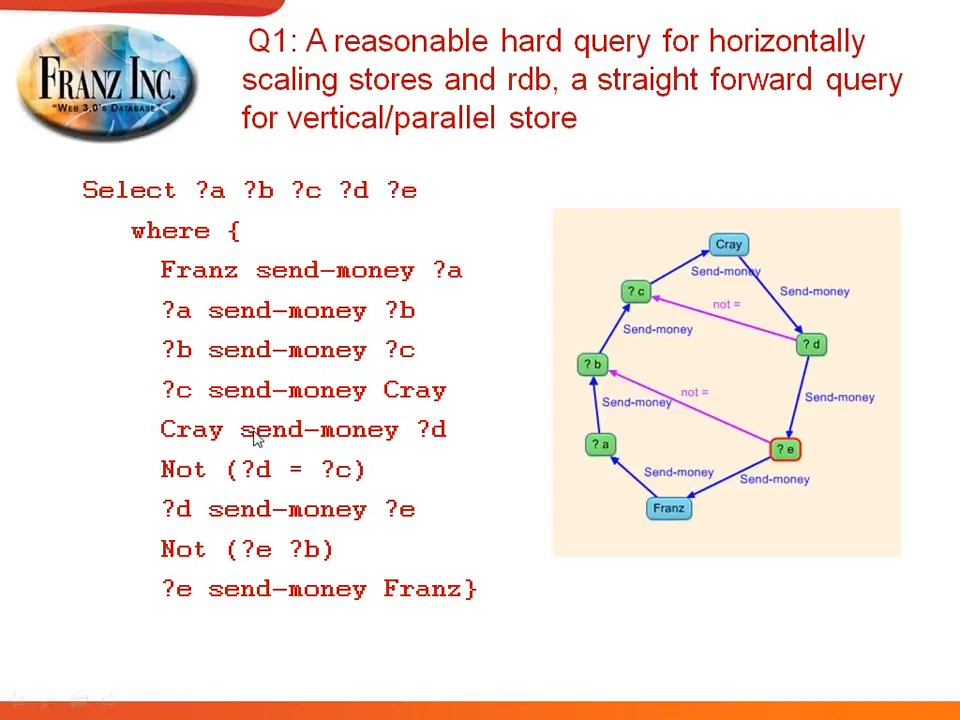 FRANZ INC.
"WEB 3.0'S DATABASE"
Q1: A reasonable hard query for horizontally
scaling stores and rdb, a straight forward query
for vertical/parallel store
Select ?a ?b ?c ?d ?e
where {
Franz send-money ?a
?a send-money ?b
?b send-money ?c
?c send-money Cray
Cray send-money ?d
Not (?d = ?c)
?d send-money ?e
Not (?e ?b)
?e send-money Franz}
Cray
Send-money
Send-money
? c
not =
Send-money
? d
? b
not =
Send-money
Send-money
? a
? e
Send-money
Send-money
Franz